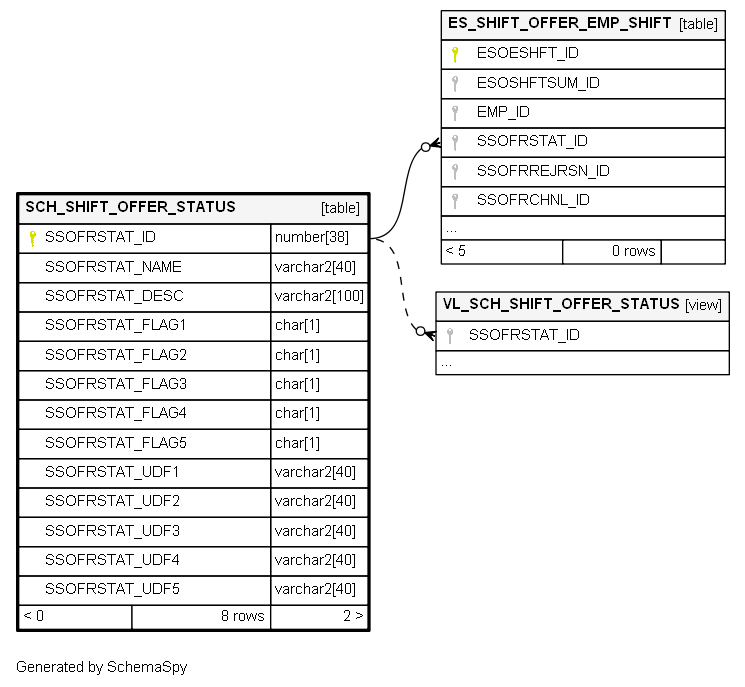 ES_SHIFT_OFFER_EMP_SHIFT [table]
ESOESHFT_ID
ESOSHFTSUM_ID
EMP_ID
SSOFRSTAT_ID
SSOFRREJRSN_ID
SSOFRCHNL_ID
...
< 5 0 rows
SCH_SHIFT_OFFER_STATUS [table]
SSOFRSTAT_ID number[38]
SSOFRSTAT_NAME varchar2[40]
SSOFRSTAT_DESC varchar2[100]
SSOFRSTAT_FLAG1 char[1]
SSOFRSTAT_FLAG2 char[1]
SSOFRSTAT_FLAG3 char[1]
SSOFRSTAT_FLAG4 char[1]
SSOFRSTAT_FLAG5 char[1]
SSOFRSTAT_UDF1 varchar2[40]
SSOFRSTAT_UDF2 varchar2[40]
SSOFRSTAT_UDF3 varchar2[40]
SSOFRSTAT_UDF4 varchar2[40]
SSOFRSTAT_UDF5 varchar2[40]
< 0 8 rows 2 >
VL_SCH_SHIFT_OFFER_STATUS [view]
SSOFRSTAT_ID
...
Generated by SchemaSpy